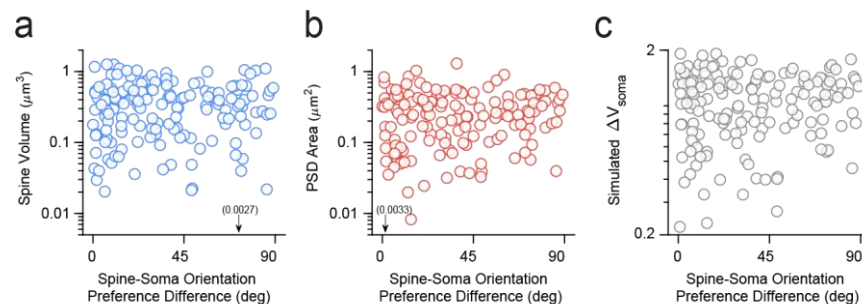 a
Spine Volume (μm³)
1
0.1
0.01
(0.0027)
0
45
90
Spine-Soma Orientation
Preference Difference (deg)
b
PSD Area (μm²)
1
0.1
0.01
(0.0033)
0
45
90
Spine-Soma Orientation
Preference Difference (deg)
c
Simulated ΔVsoma
2
0.2
0
45
90
Spine-Soma Orientation
Preference Difference (deg)